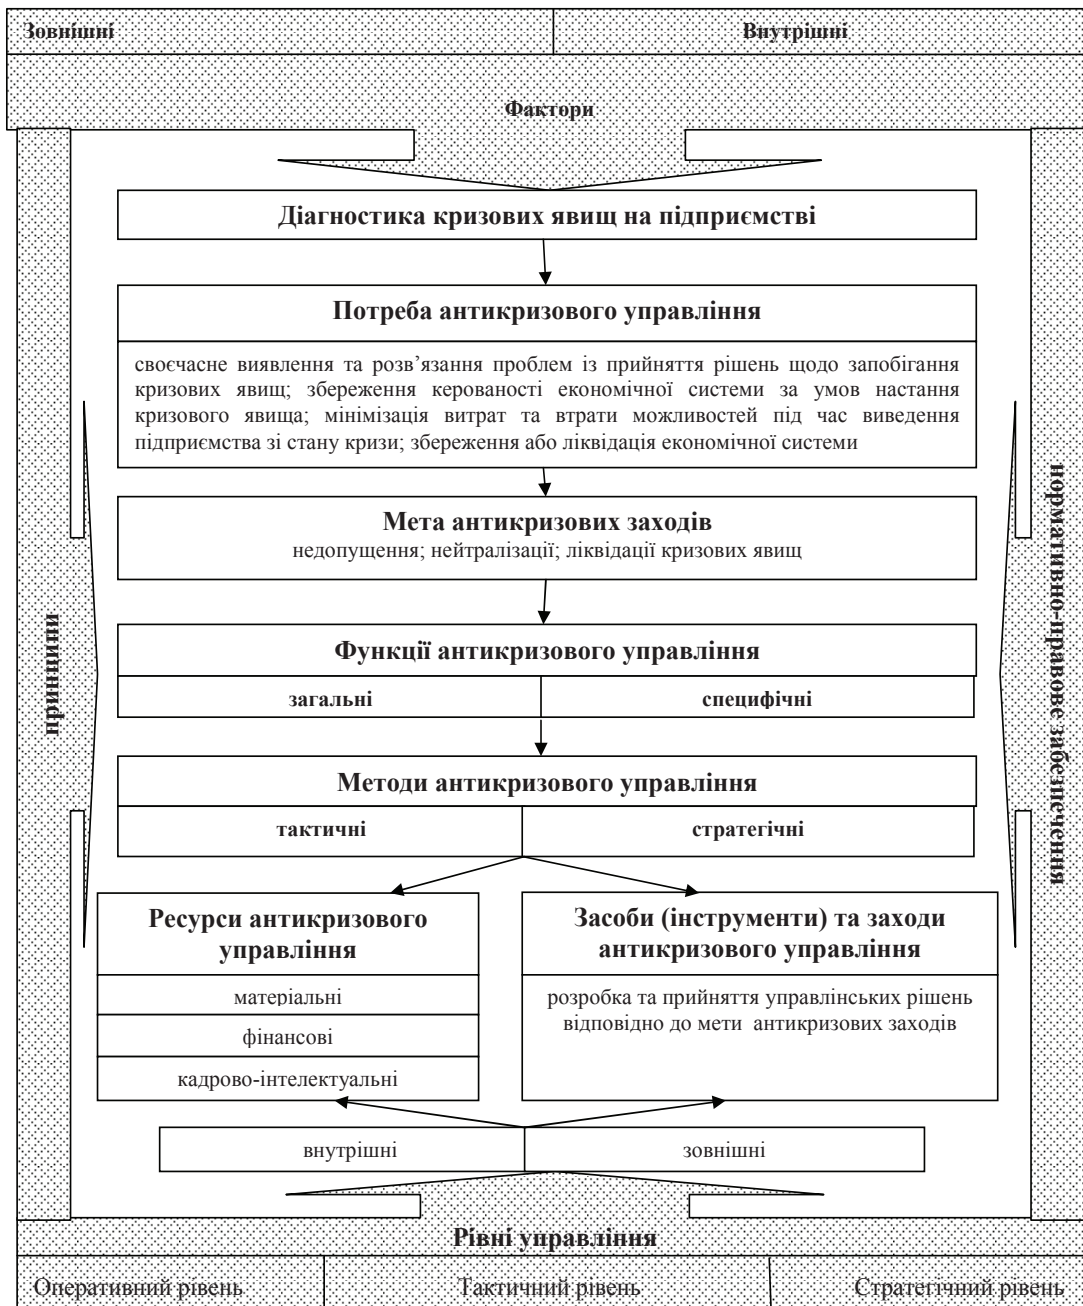 Зовнішні
Внутрішні
Фактори
Діагностика кризових явищ на підприємстві
Потреба антикризового управління
своєчасне виявлення та розв’язання проблем із прийняття рішень щодо запобігання
кризових явищ; збереження керованості економічної системи за умов настання
кризового явища; мінімізація витрат та втрати можливостей під час виведення
підприємства зі стану кризи; збереження або ліквідація економічної системи
Мета антикризових заходів
недопущення; нейтралізації; ліквідації кризових явищ
принципи
нормативно-правове забезпечення
Функції антикризового управління
загальні
специфічні
Методи антикризового управління
тактичні
стратегічні
Ресурси антикризового
управління
матеріальні
фінансові
кадрово-інтелектуальні
Засоби (інструменти) та заходи
антикризового управління
розробка та прийняття управлінських рішень
відповідно до мети антикризових заходів
внутрішні
зовнішні
Рівні управління
Оперативний рівень
Тактичний рівень
Стратегічний рівень